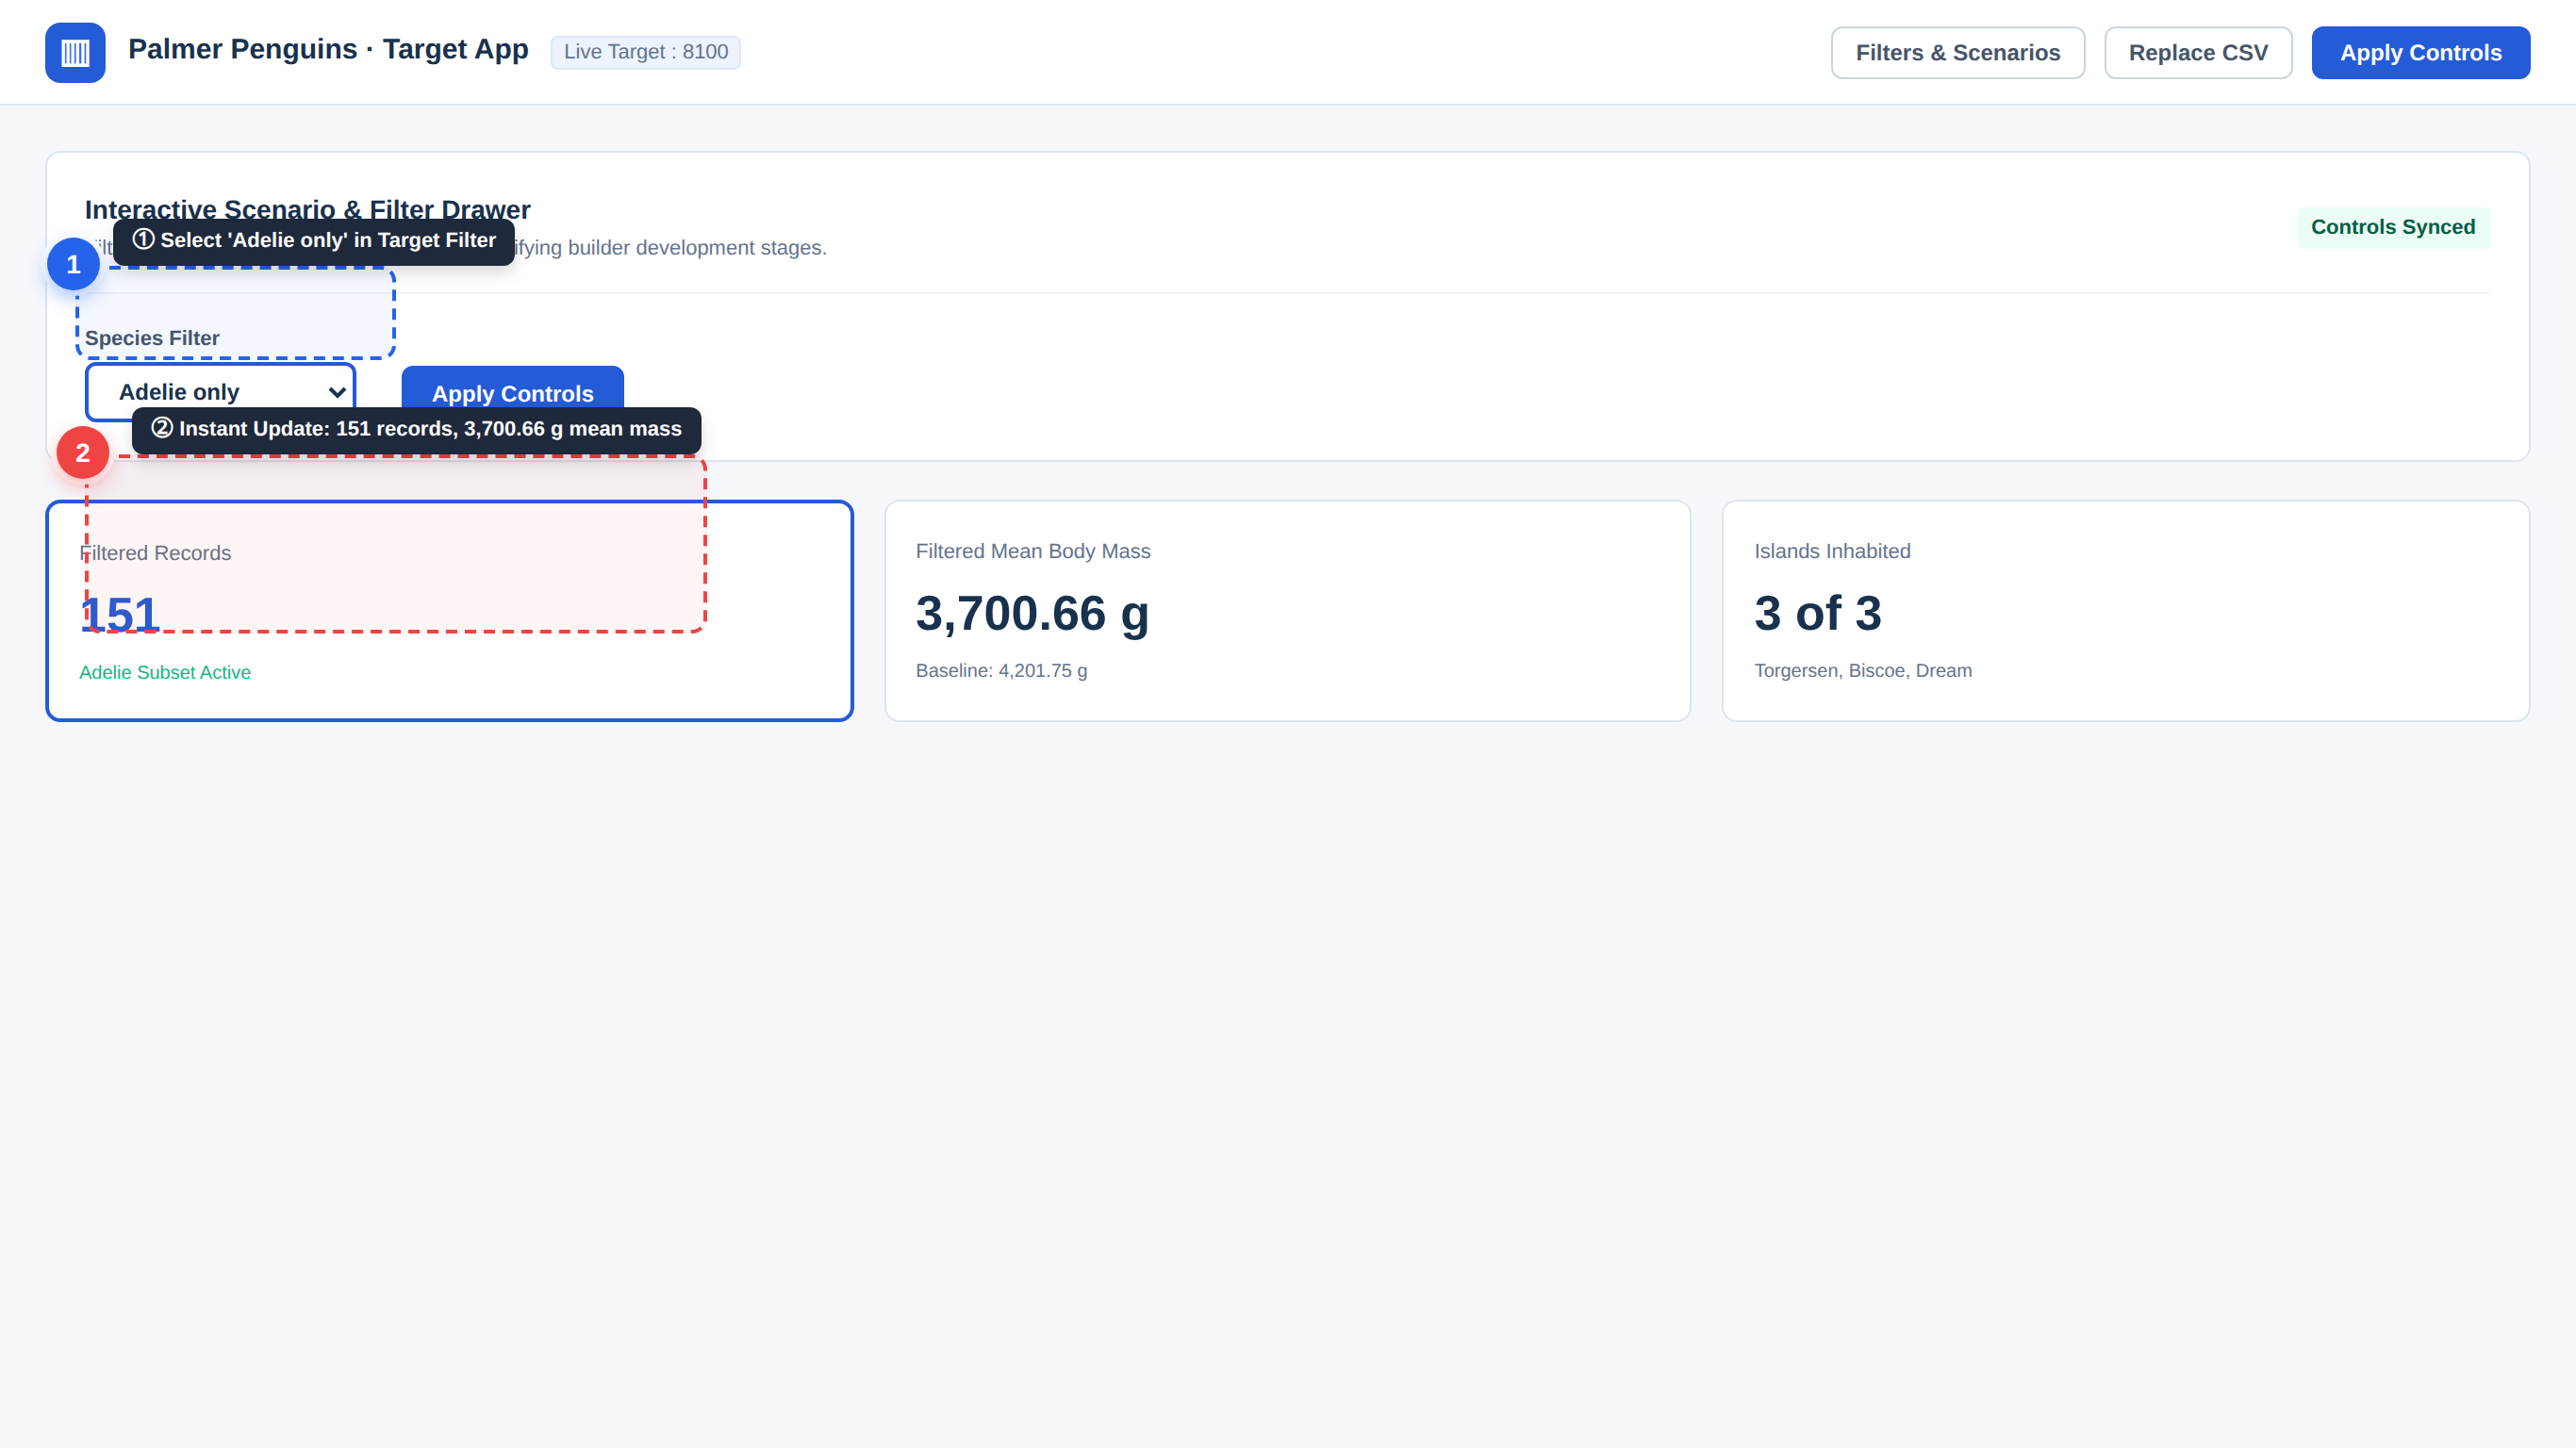 Palmer Penguins · Target App
Live Target : 8100
Filters & Scenarios
Replace CSV
Apply Controls
Interactive Scenario & Filter Drawer
Controls Synced
① Select 'Adelie only' in Target Filter
builder development stages.
1
Species Filter
Adelie only
Apply Controls
② Instant Update: 151 records, 3,700.66 g mean mass
2
Filtered Records
151
Adelie Subset Active
Filtered Mean Body Mass
3,700.66 g
Baseline: 4,201.75 g
Islands Inhabited
3 of 3
Torgersen, Biscoe, Dream